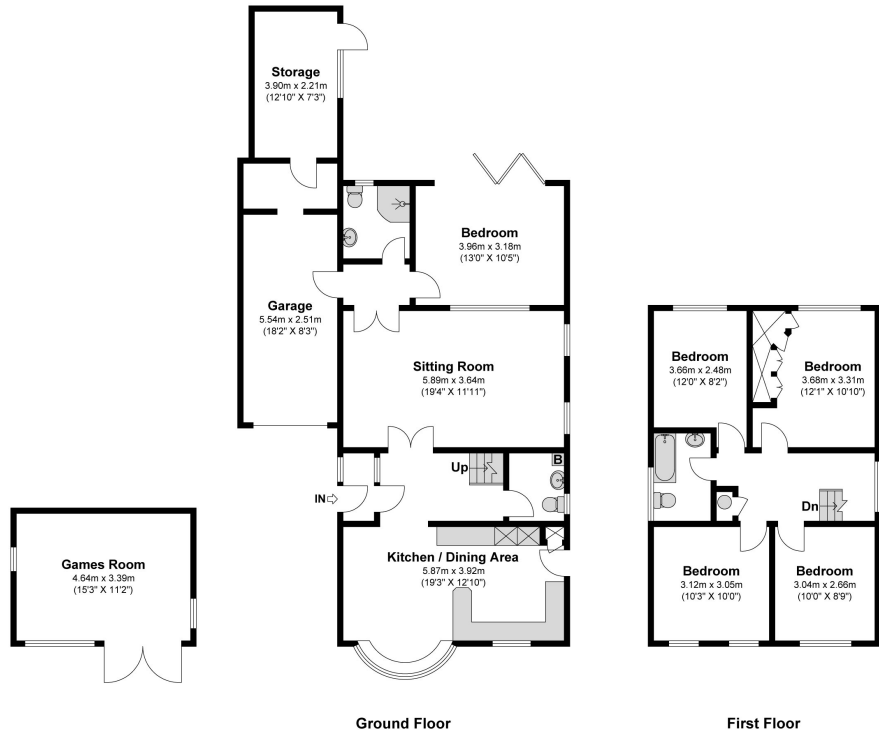 Storage
3.90m x 2.21m
(12'10" X 7'3")
Bedroom
3.96m x 3.18m
(13'0" X 10'5")
Garage
5.54m x 2.51m
(18'2" X 8'3")
Sitting Room
5.89m x 3.64m
(19'4" X 11'11")
Up
B
IN
Kitchen / Dining Area
5.87m x 3.92m
(19'3" X 12'10")
Games Room
4.64m x 3.39m
(15'3" X 11'2")
Ground Floor
Bedroom
3.66m x 2.48m
(12'0" X 8'2")
Bedroom
3.68m x 3.31m
(12'1" X 10'10")
Dn
Bedroom
3.12m x 3.05m
(10'3" X 10'0")
Bedroom
3.04m x 2.66m
(10'0" X 8'9")
First Floor